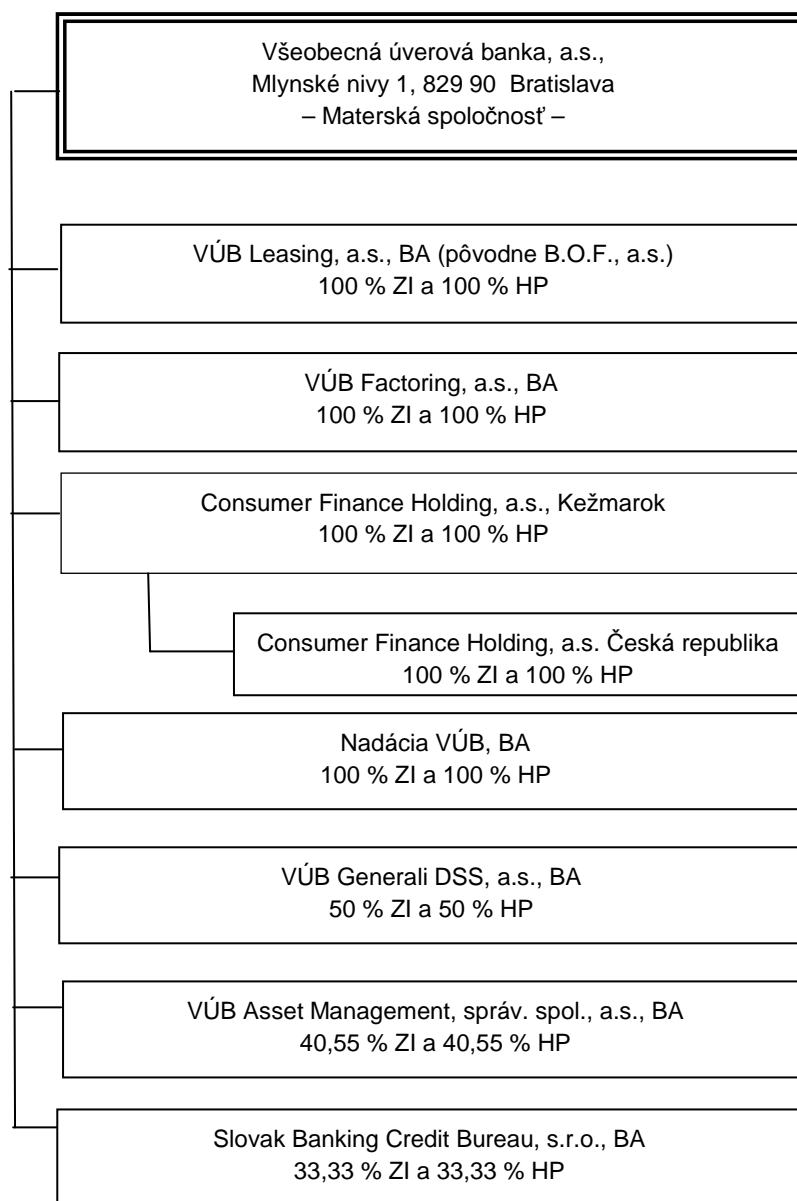 Všeobecná úverová banka, a.s.,
Mlynské nivy 1, 829 90 Bratislava
– Materská spoločnosť –
VÚB Leasing, a.s., BA (pôvodne B.O.F., a.s.)
100 % ZI a 100 % HP
VÚB Factoring, a.s., BA
100 % ZI a 100 % HP
Consumer Finance Holding, a.s., Kežmarok
100 % ZI a 100 % HP
Consumer Finance Holding, a.s. Česká republika
100 % ZI a 100 % HP
Nadácia VÚB, BA
100 % ZI a 100 % HP
VÚB Generali DSS, a.s., BA
50 % ZI a 50 % HP
VÚB Asset Management, správ. spol., a.s., BA
40,55 % ZI a 40,55 % HP
Slovak Banking Credit Bureau, s.r.o., BA
33,33 % ZI a 33,33 % HP